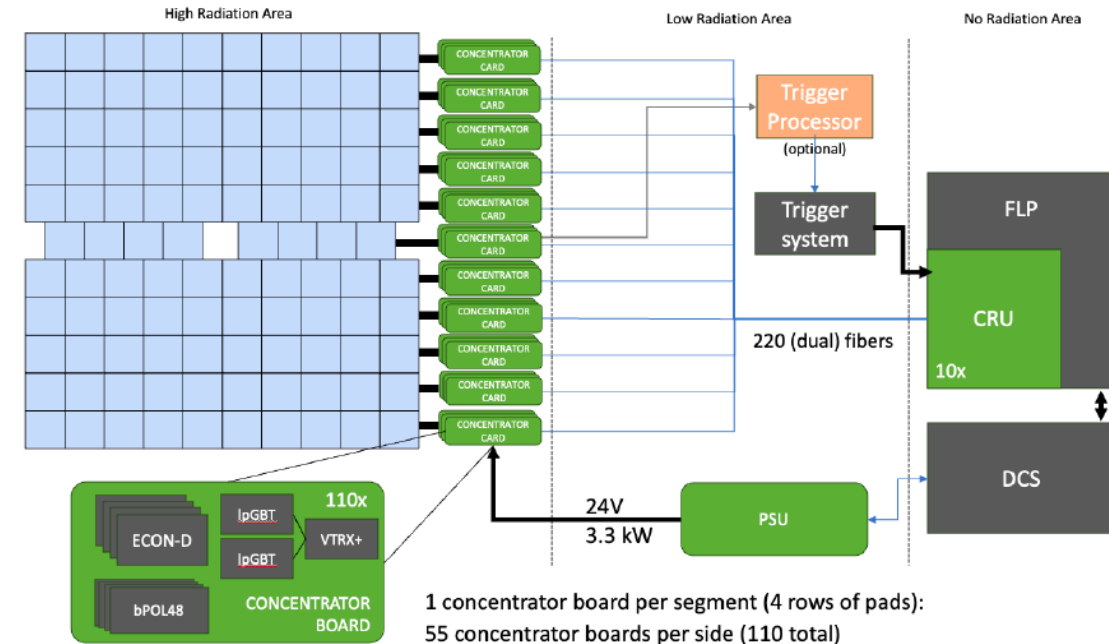 High Radiation Area
Low Radiation Area
No Radiation Area
CONCENTRATOR
CARD
CONCENTRATOR
CARD
CONCENTRATOR
CARD
CONCENTRATOR
CARD
CONCENTRATOR
CARD
CONCENTRATOR
CARD
CONCENTRATOR
CARD
CONCENTRATOR
CARD
CONCENTRATOR
CARD
CONCENTRATOR
CARD
CONCENTRATOR
CARD
Trigger
Processor
(optional)
Trigger
system
FLP
CRU
10x
220 (dual) fibers
DCS
PSU
24V
3.3 kW
110x
ECON-D
lpGBT
lpGBT
VTRX+
bPOL48
CONCENTRATOR
BOARD
1 concentrator board per segment (4 rows of pads):
55 concentrator boards per side (110 total)